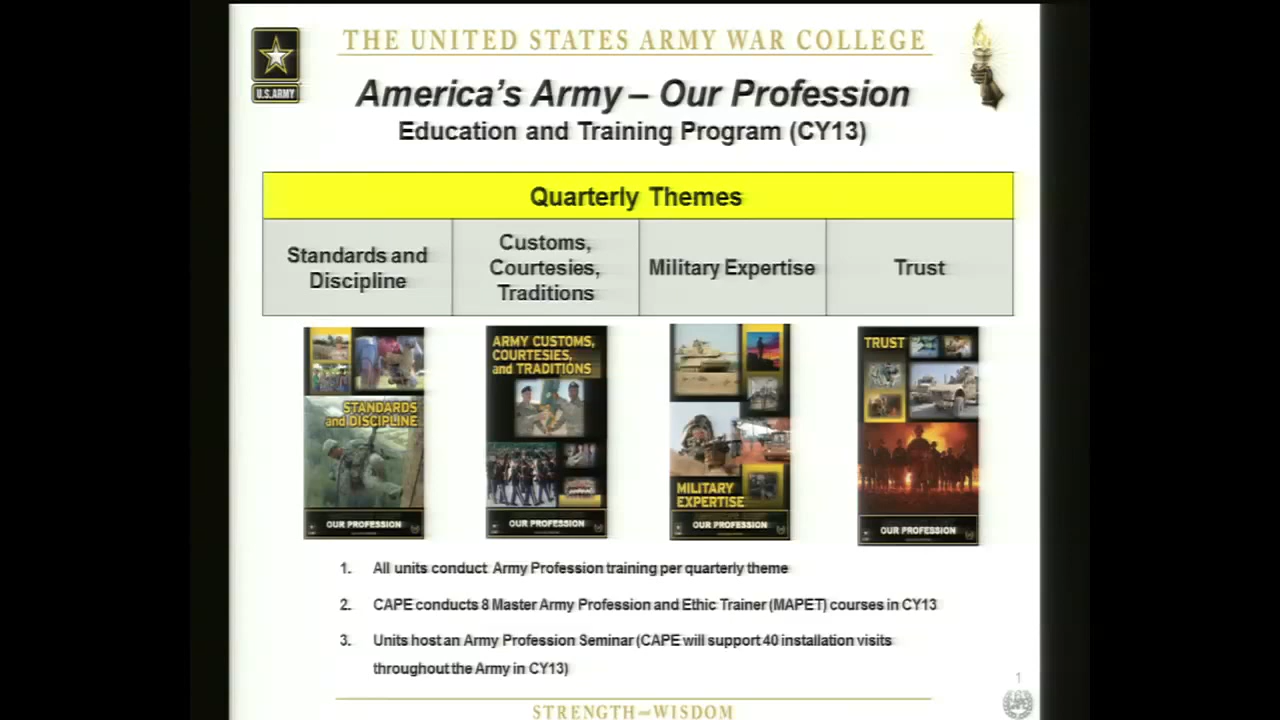 THE UNITED STATES ARMY WAR COLLEGE
U.S.ARMY
America's Army – Our Profession
Education and Training Program (CY13)
Quarterly Themes
Standards and
Discipline
Customs,
Courtesies,
Traditions
Military Expertise
Trust
STANDARDS
and DISCIPLINE
OUR PROFESSION
ARMY CUSTOMS,
COURTESIES,
and TRADITIONS
OUR PROFESSION
MILITARY
EXPERTISE
OUR PROFESSION
TRUST
OUR PROFESSION
1. All units conduct Army Profession training per quarterly theme
2. CAPE conducts 8 Master Army Profession and Ethic Trainer (MAPET) courses in CY13
3. Units host an Army Profession Seminar (CAPE will support 40 installation visits
throughout the Army in CY13)
1
STRENGTH and WISDOM